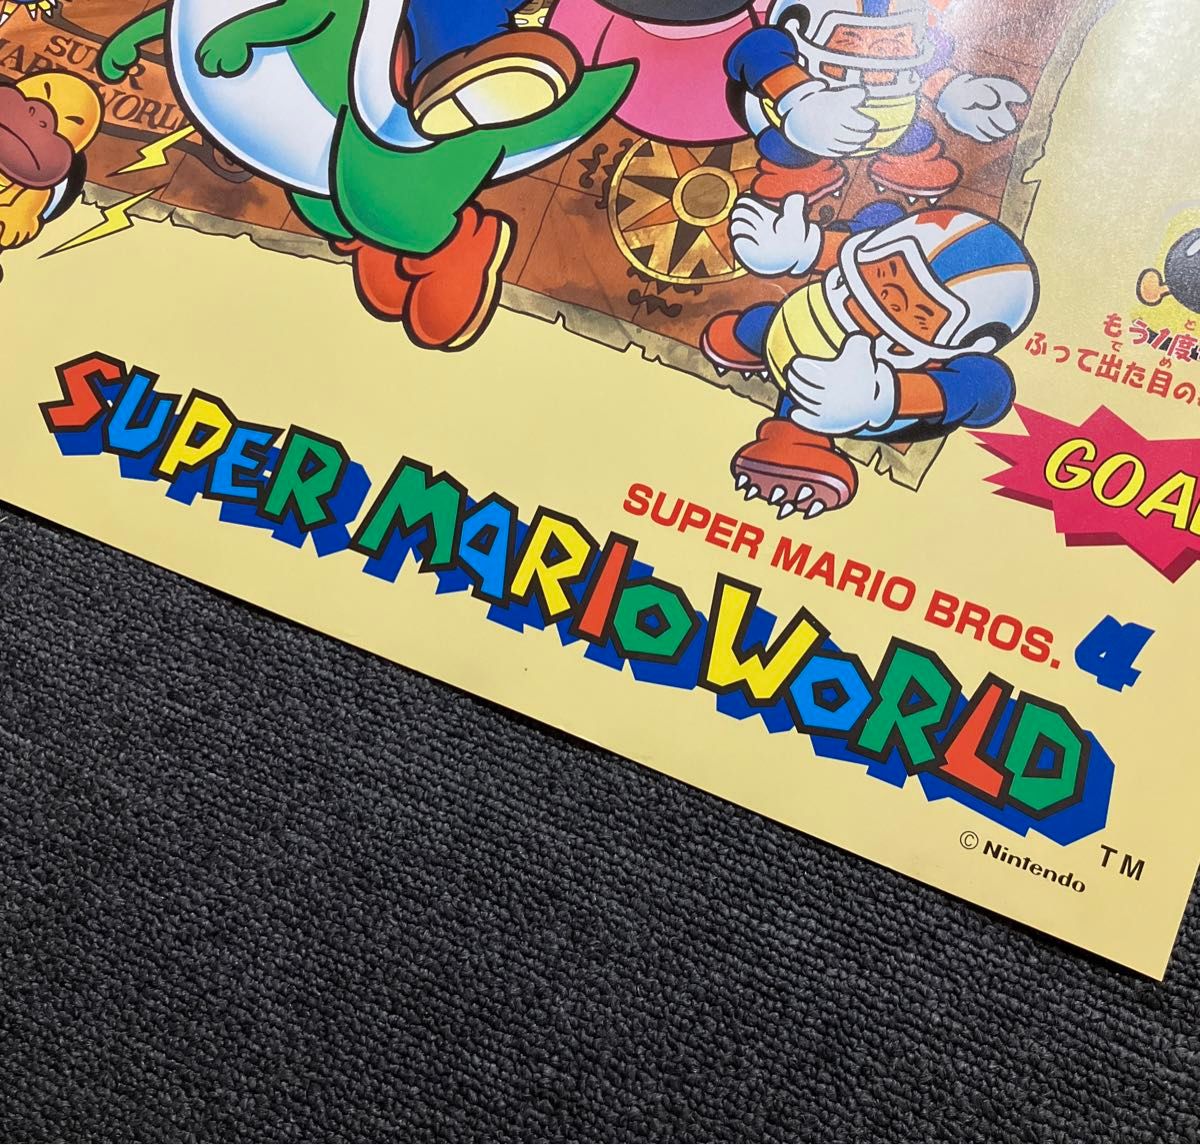 SUPER
MARIO WORLD
もう1度
ふって出た目の
GOA
SUPER MARIO BROS. 4
SUPER MARIO WORLD
TM
© Nintendo